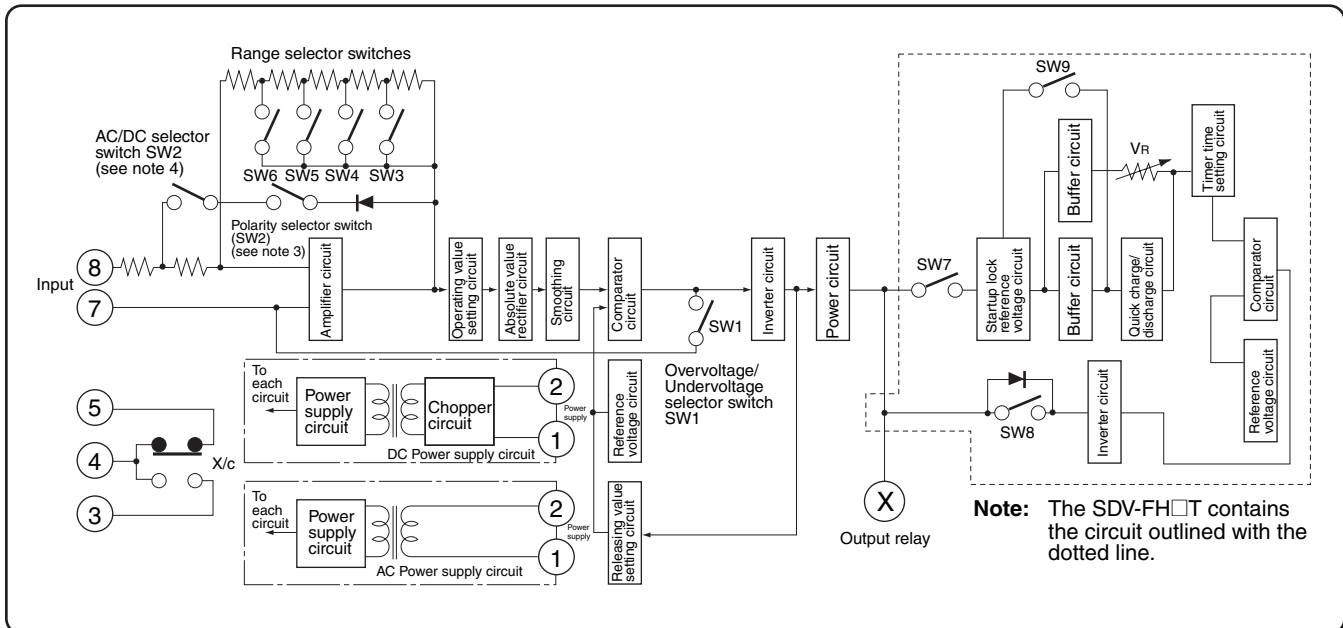 Range selector switches
AC/DC selector
switch SW2
(see note 4)
SW6
SW5
SW4
SW3
Polarity selector switch
(SW2)
(see note 3)
Input
8
7
Amplifier circuit
Operating value
setting circuit
Absolute value
rectifier circuit
Smoothing
circuit
Comparator
circuit
SW1
Overvoltage/
Undervoltage
selector switch
SW1
Inverter circuit
Power circuit
SW9
Buffer circuit
VR
Timer time
setting circuit
SW7
Startup lock
reference
voltage circuit
Buffer circuit
Quick charge/
discharge circuit
Comparator
circuit
Reference
voltage circuit
SW8
Inverter circuit
To
each
circuit
Power
supply
circuit
Chopper
circuit
2
1
Power
supply
DC Power supply circuit
Reference
voltage circuit
5
4
3
X/c
To
each
circuit
Power
supply
circuit
2
1
Power
supply
AC Power supply circuit
Releasing value
setting circuit
X
Output relay
Note: The SDV-FH□T contains
the circuit outlined with the
dotted line.